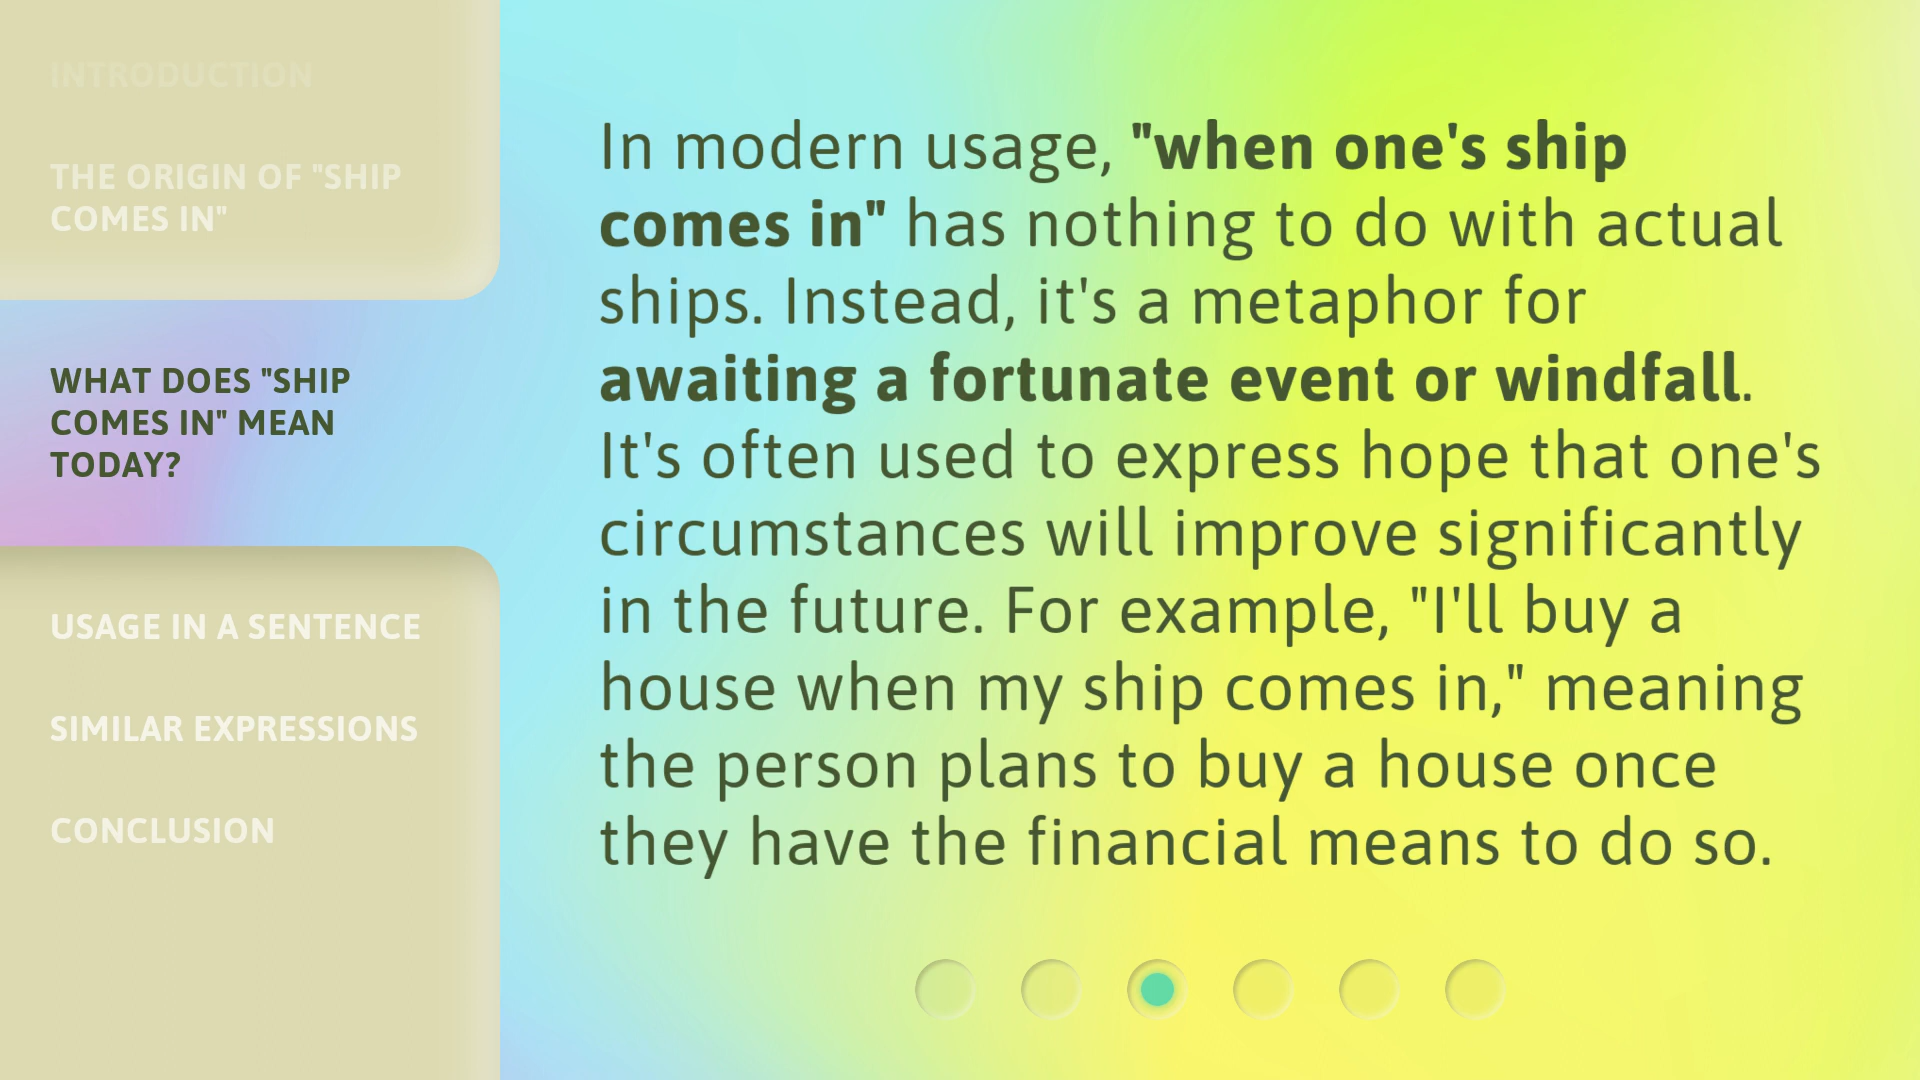 INTRODUCTION
THE ORIGIN OF "SHIP
COMES IN"
WHAT DOES "SHIP
COMES IN" MEAN
TODAY?
USAGE IN A SENTENCE
SIMILAR EXPRESSIONS
CONCLUSION
In modern usage, "when one's ship
comes in" has nothing to do with actual
ships. Instead, it's a metaphor for
awaiting a fortunate event or windfall.
It's often used to express hope that one's
circumstances will improve significantly
in the future. For example, "I'll buy a
house when my ship comes in," meaning
the person plans to buy a house once
they have the financial means to do so.